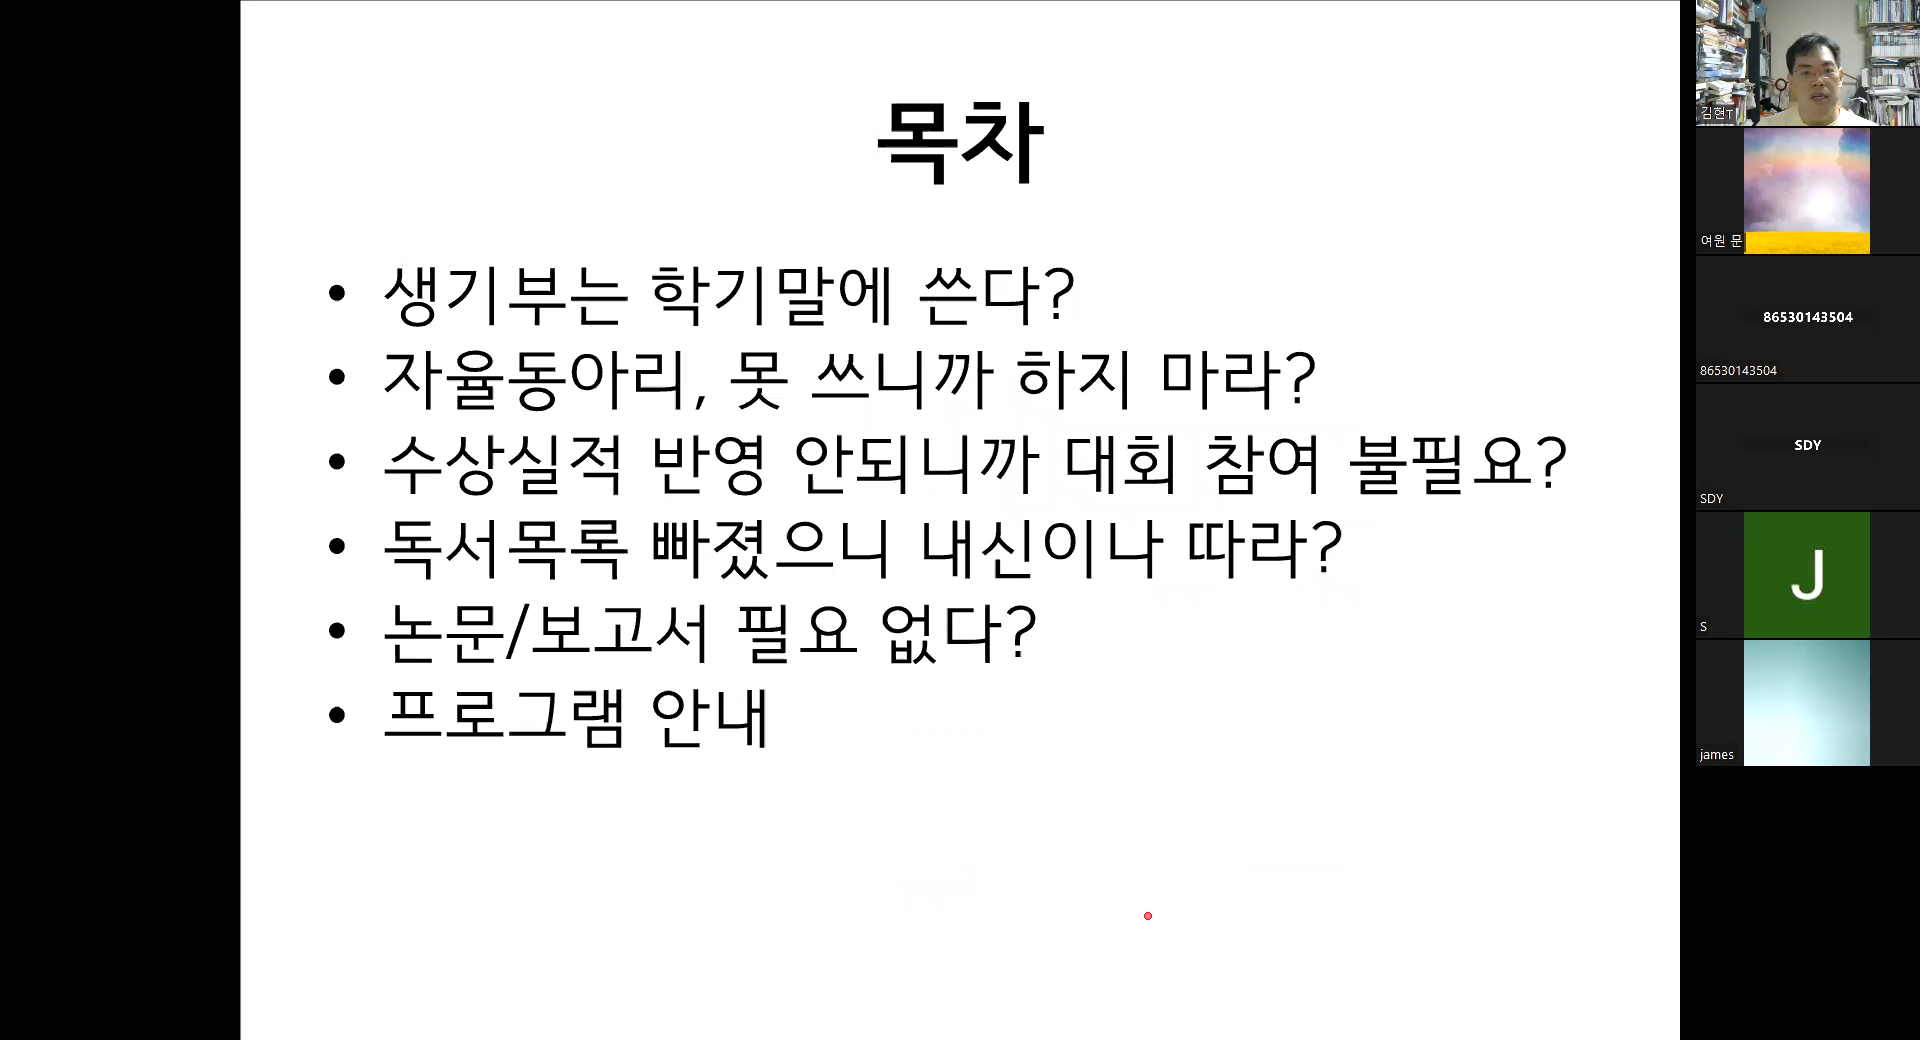 목차
• 생기부는 학기말에 쓴다?
• 자율동아리, 못 쓰니까 하지 마라?
• 수상실적 반영 안되니까 대회 참여 불필요?
• 독서목록 빠졌으니 내신이나 따라?
• 논문/보고서 필요 없다?
• 프로그램 안내
김현T
여원 문
86530143504
86530143504
SDY
SDY
J
S
james